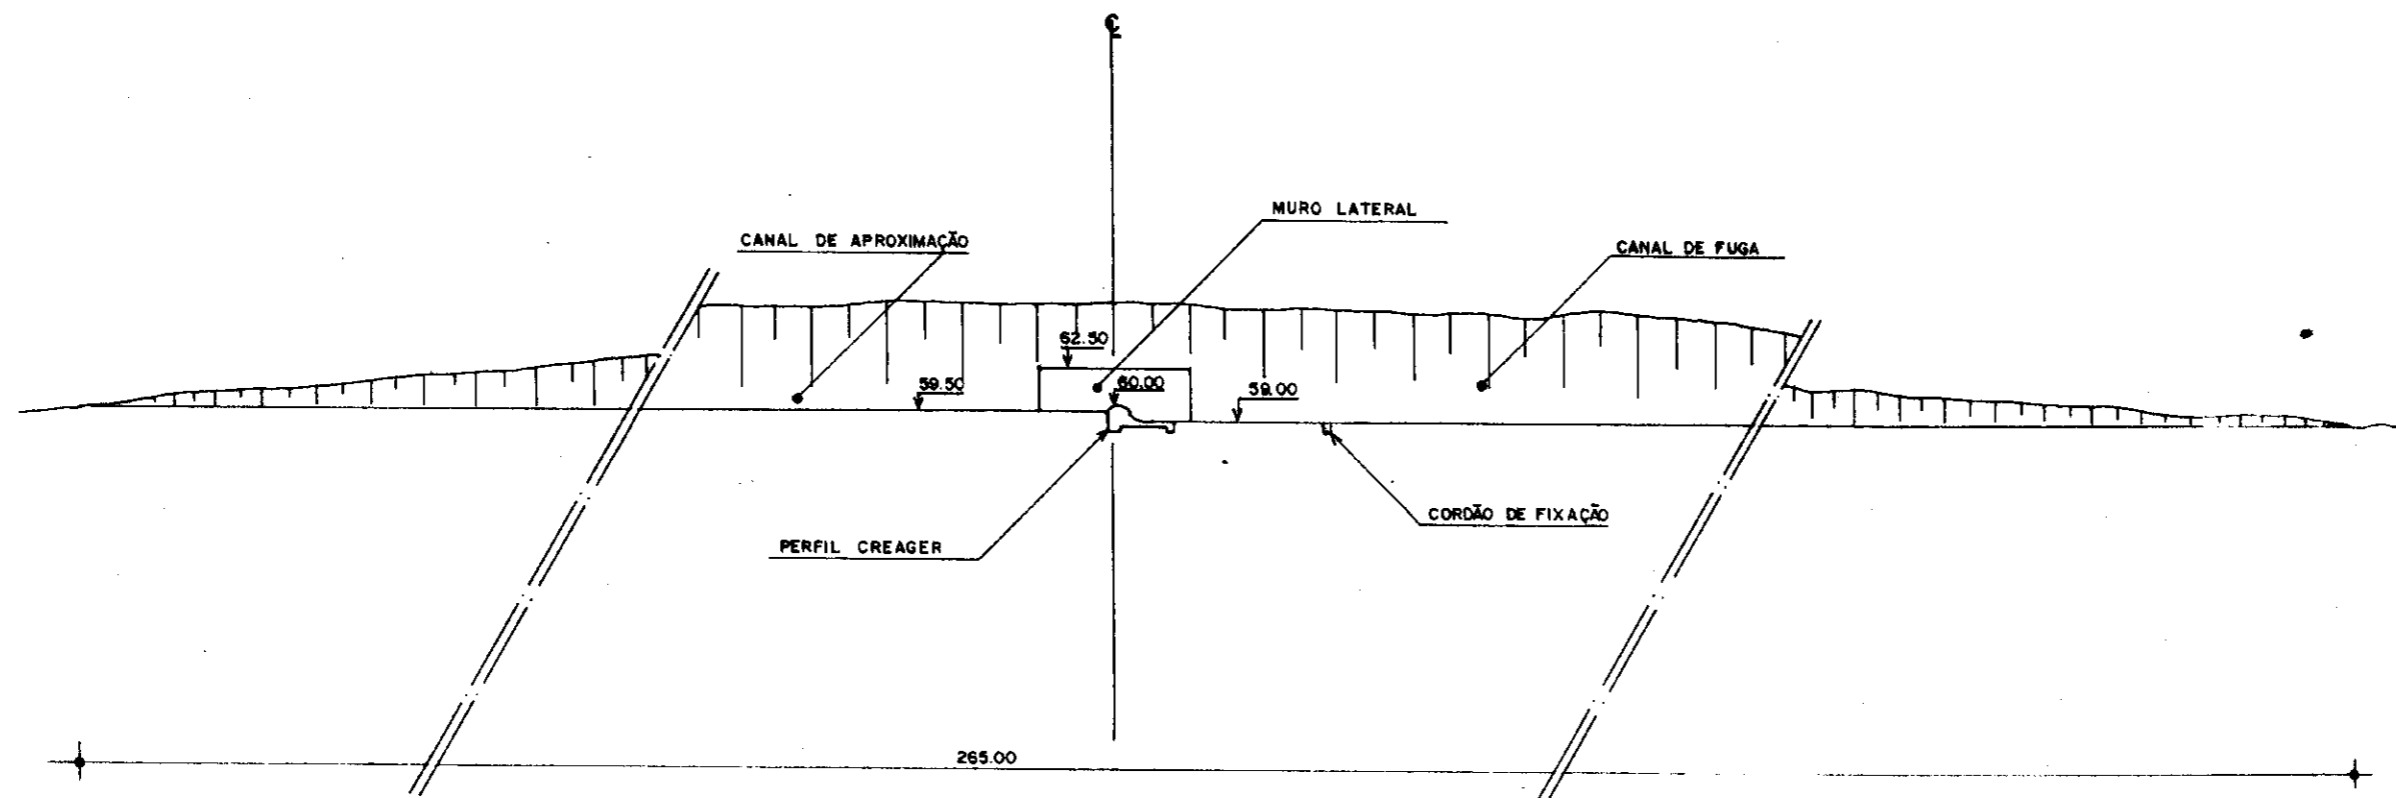 ℄
MURO LATERAL
CANAL DE APROXIMAÇÃO
CANAL DE FUGA
62.50
59.50
60.00
59.00
CORDÃO DE FIXAÇÃO
PERFIL CREAGER
265.00